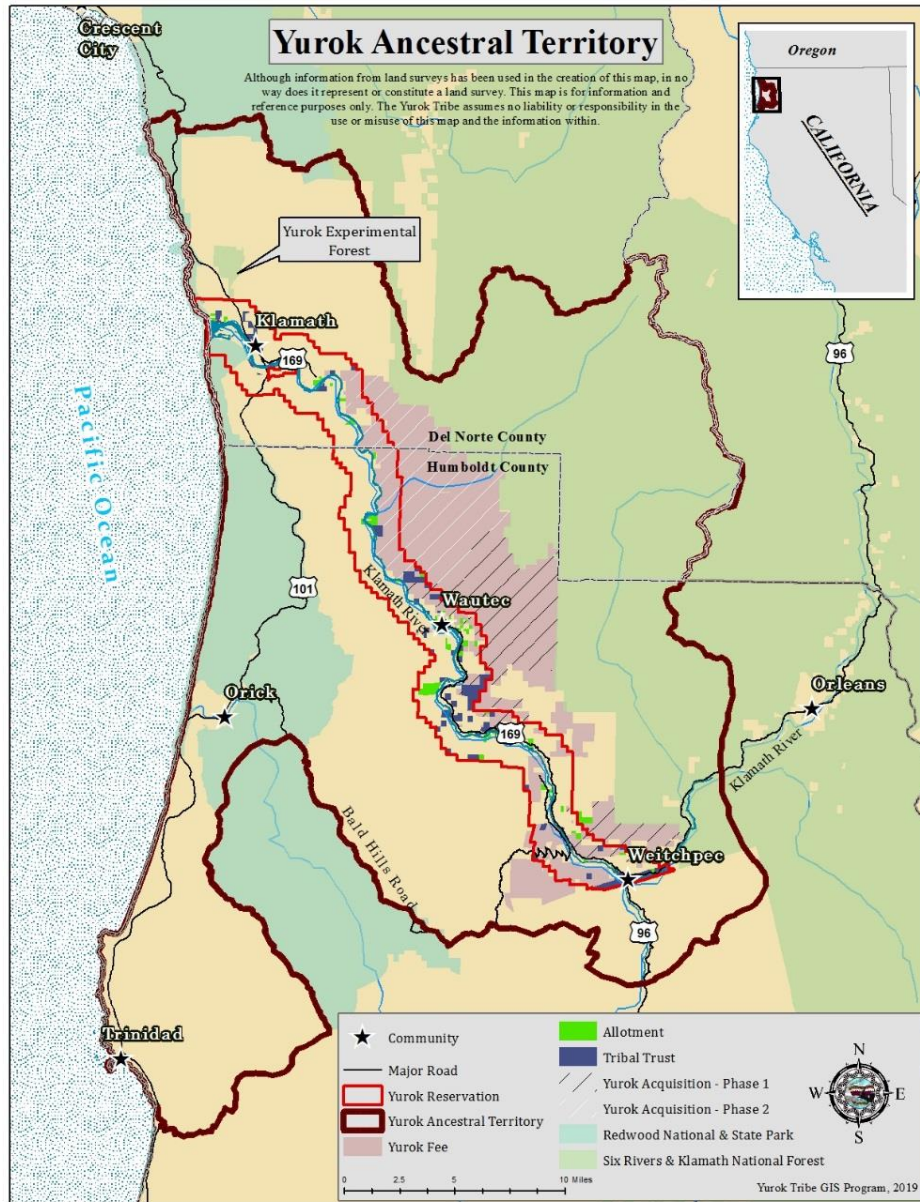 Crescent
City
Yurok Ancestral Territory
Although information from land surveys has been used in the creation of this map, in no
way does it represent or constitute a land survey. This map is for information and
reference purposes only. The Yurok Tribe assumes no liability or responsibility in the
use or misuse of this map and the information within.
Oregon
CALIFORNIA
Yurok Experimental
Forest
Klamath
169
96
Pacific Ocean
Del Norte County
Humboldt County
101
Klamath River
Wautec
Orick
Orleans
169
Klamath River
Bald Hills Road
Weitchpec
96
Trinidad
Community
Major Road
Yurok Reservation
Yurok Ancestral Territory
Yurok Fee
Allotment
Tribal Trust
Yurok Acquisition - Phase 1
Yurok Acquisition - Phase 2
Redwood National & State Park
Six Rivers & Klamath National Forest
N
W E
S
0 2.5 5 10 Miles
Yurok Tribe GIS Program, 2019